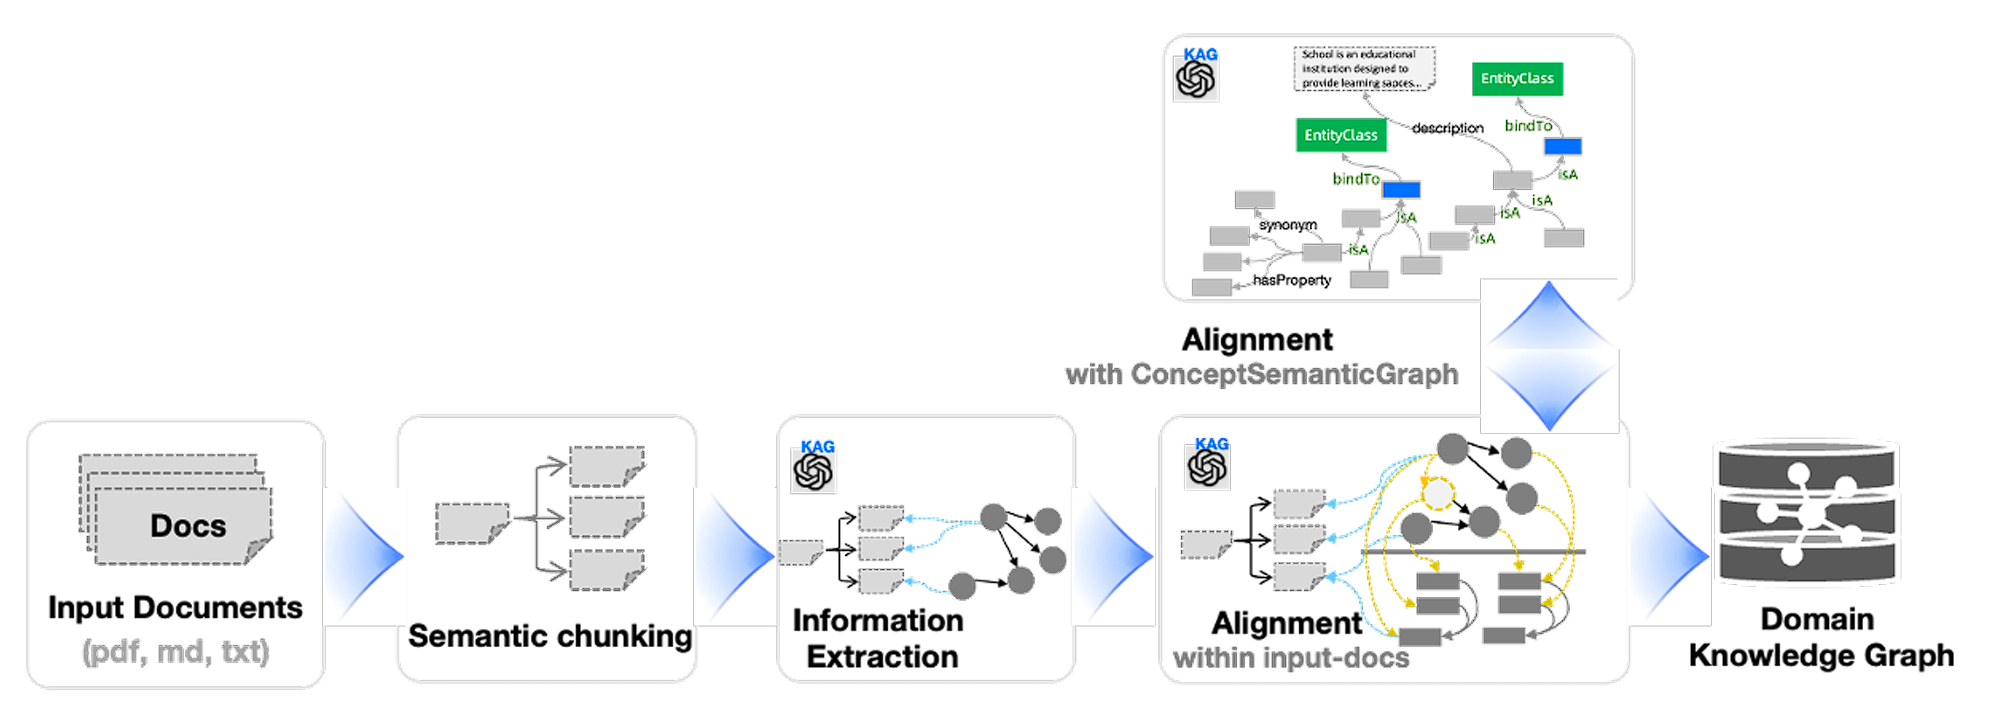 KAG
School is an educational
institution designed to
provide learning sapces...
EntityClass
description
bindTo
EntityClass
bindTo
isA
isA
isA
isA
synonym
isA
isA
hasProperty
Alignment
with ConceptSemanticGraph
Docs
Input Documents
(pdf, md, txt)
Semantic chunking
KAG
Information
Extraction
KAG
Alignment
within input-docs
Domain
Knowledge Graph